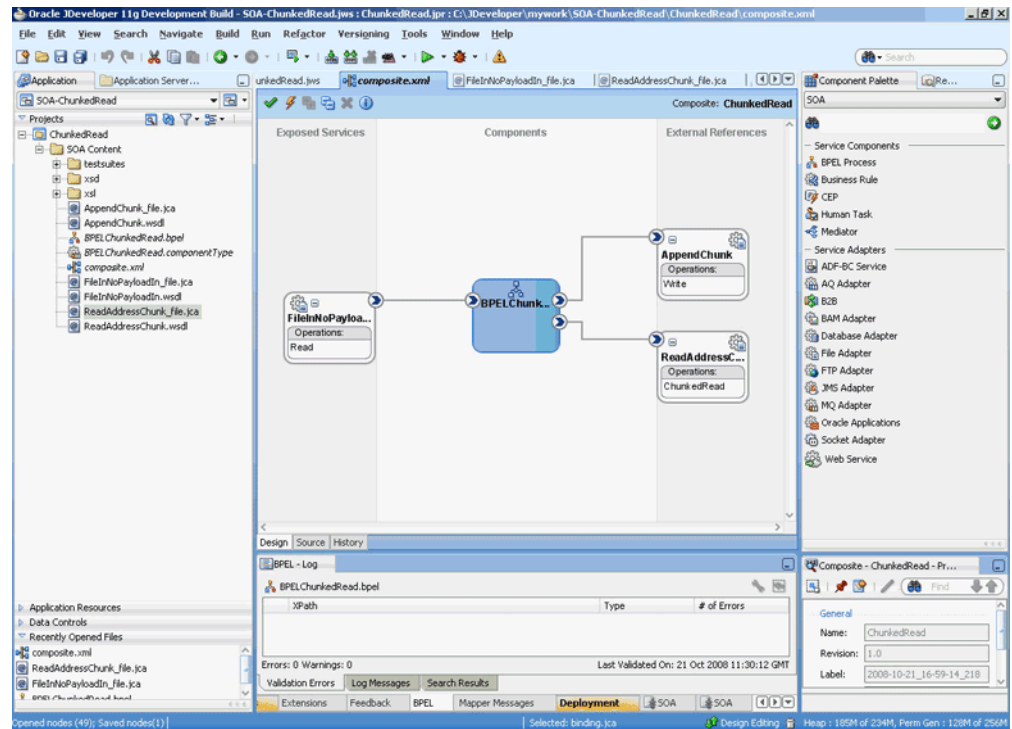 Oracle JDeveloper 11g Development Build - SOA-ChunkedRead.jws : ChunkedRead.jpr : C:\JDeveloper\mywork\SOA-ChunkedRead\ChunkedRead\composite.xml
File Edit View Search Navigate Build Run Refactor Versioning Tools Window Help
Search
Application
Application Server...
unkedRead.jws
composite.xml
FileInNoPayloadIn_file.jca
ReadAddressChunk_file.jca
Component Palette
Re...
SOA-ChunkedRead
Composite: ChunkedRead
SOA
Projects
ChunkedRead
SOA Content
testsuites
xsd
xsl
AppendChunk_file.jca
AppendChunk.wsdl
BPELChunkedRead.bpel
BPELChunkedRead.componentType
composite.xml
FileInNoPayloadIn_file.jca
FileInNoPayloadIn.wsdl
ReadAddressChunk_file.jca
ReadAddressChunk.wsdl
Exposed Services
Components
External References
FileInNoPayloa...
Operations:
Read
BPELChunk...
AppendChunk
Operations:
Write
ReadAddressC...
Operations:
ChunkedRead
Service Components
BPEL Process
Business Rule
CEP
Human Task
Mediator
Service Adapters
ADF-BC Service
AQ Adapter
B2B
BAM Adapter
Database Adapter
File Adapter
FTP Adapter
JMS Adapter
MQ Adapter
Oracle Applications
Socket Adapter
Web Service
Design Source History
BPEL - Log
BPELChunkedRead.bpel
XPath Type # of Errors
Errors: 0 Warnings: 0
Last Validated On: 21 Oct 2008 11:30:12 GMT
Validation Errors Log Messages Search Results
Extensions Feedback BPEL Mapper Messages Deployment SOA SOA
Composite - ChunkedRead - Pr...
Find
General
Name: ChunkedRead
Revision: 1.0
Label: 2008-10-21_16-59-14_218
Application Resources
Data Controls
Recently Opened Files
composite.xml
ReadAddressChunk_file.jca
FileInNoPayloadIn_file.jca
BPELChunkedRead.bpel
Opened nodes (49); Saved nodes(1)
Selected: binding.jca
Design Editing
Heap : 185M of 234M, Perm Gen : 128M of 256M